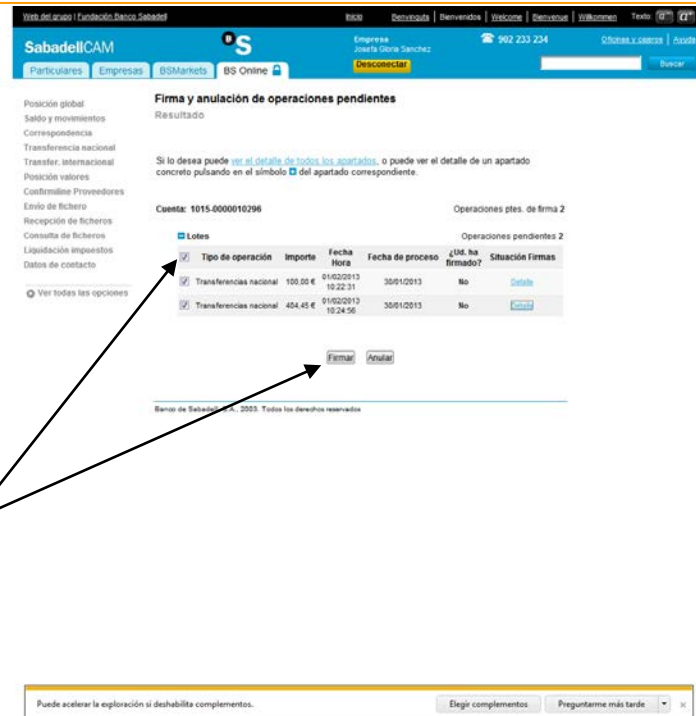 Web del grupo | Fundación Banco Sabadell
Inicio Benvinguts | Bienvenidos | Welcome | Bienvenue | Willkommen Texto: a- a+
SabadellCAM
BS
Empresa
Josefa Gloria Sanchez
902 233 234
Oficinas y cajeros | Ayuda
Desconectar
Buscar
Particulares Empresas BSMarkets BS Online
Posición global
Saldo y movimientos
Correspondencia
Transferencia nacional
Transfer. internacional
Posición valores
Confirmline Proveedores
Envío de fichero
Recepción de ficheros
Consulta de ficheros
Liquidación impuestos
Datos de contacto
Ver todas las opciones
Firma y anulación de operaciones pendientes
Resultado
Si lo desea puede ver el detalle de todos los apartados, o puede ver el detalle de un apartado
concreto pulsando en el símbolo del apartado correspondiente.
Cuenta: 1015-0000010296 Operaciones ptes. de firma 2
Lotes Operaciones pendientes 2
Tipo de operación Importe Fecha Hora Fecha de proceso ¿Ud. ha firmado? Situación Firmas
Transferencias nacional 100,00 € 01/02/2013 10:22:31 30/01/2013 No Detalle
Transferencias nacional 404,45 € 01/02/2013 10:24:56 30/01/2013 No Detalle
Firmar Anular
Banco de Sabadell, S.A., 2003. Todos los derechos reservados
Puede acelerar la exploración si deshabilita complementos. Elegir complementos Preguntarme más tarde